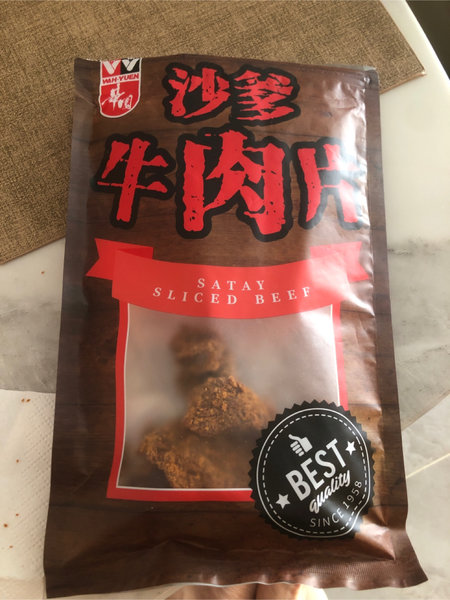 WAH-YUEN
華園
沙爹
牛肉片
SATAY
SLICED BEEF
BEST
quality
SINCE 1958